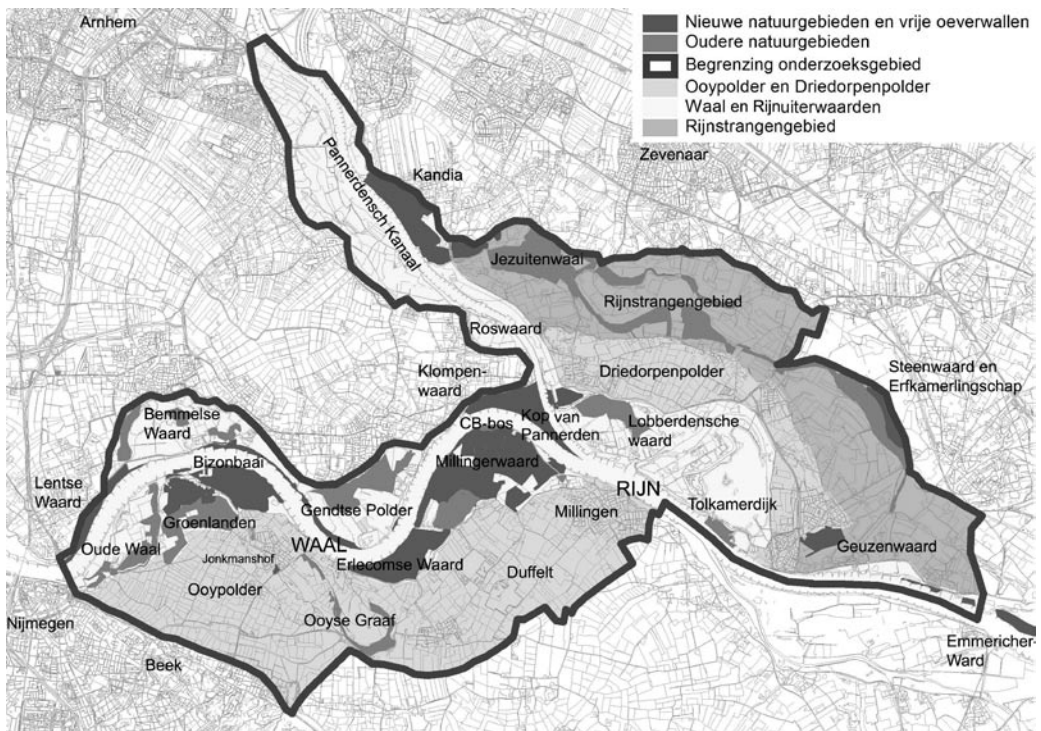 Arnhem
Nieuwe natuurgebieden en vrije oeverwallen
Oudere natuurgebieden
Begrenzing onderzoeksgebied
Ooypolder en Driedorpenpolder
Waal en Rijnuiterwaarden
Rijnstrangengebied
Zevenaar
Kandia
Pannerdensch Kanaal
Jezuitenwaai
Rijnstrangengebied
Roswaard
Klompen-
waard
Driedorpenpolder
Steenwaard en
Erfkamerlingschap
Bemmelse
Waard
CB-bos
Kop van
Pannerden
Lobberdensche
waard
Bizonbaai
Millingerwaard
Lentse
Waard
RIJN
Gendtse Polder
Millingen
Tolkamerdijk
Groenlanden
WAAL
Geuzenwaard
Oude Waal
Jonkmanshof
Erlecomse Waard
Duffelt
Ooypolder
Ooyse Graaf
Nijmegen
Beek
Emmericher-
Ward